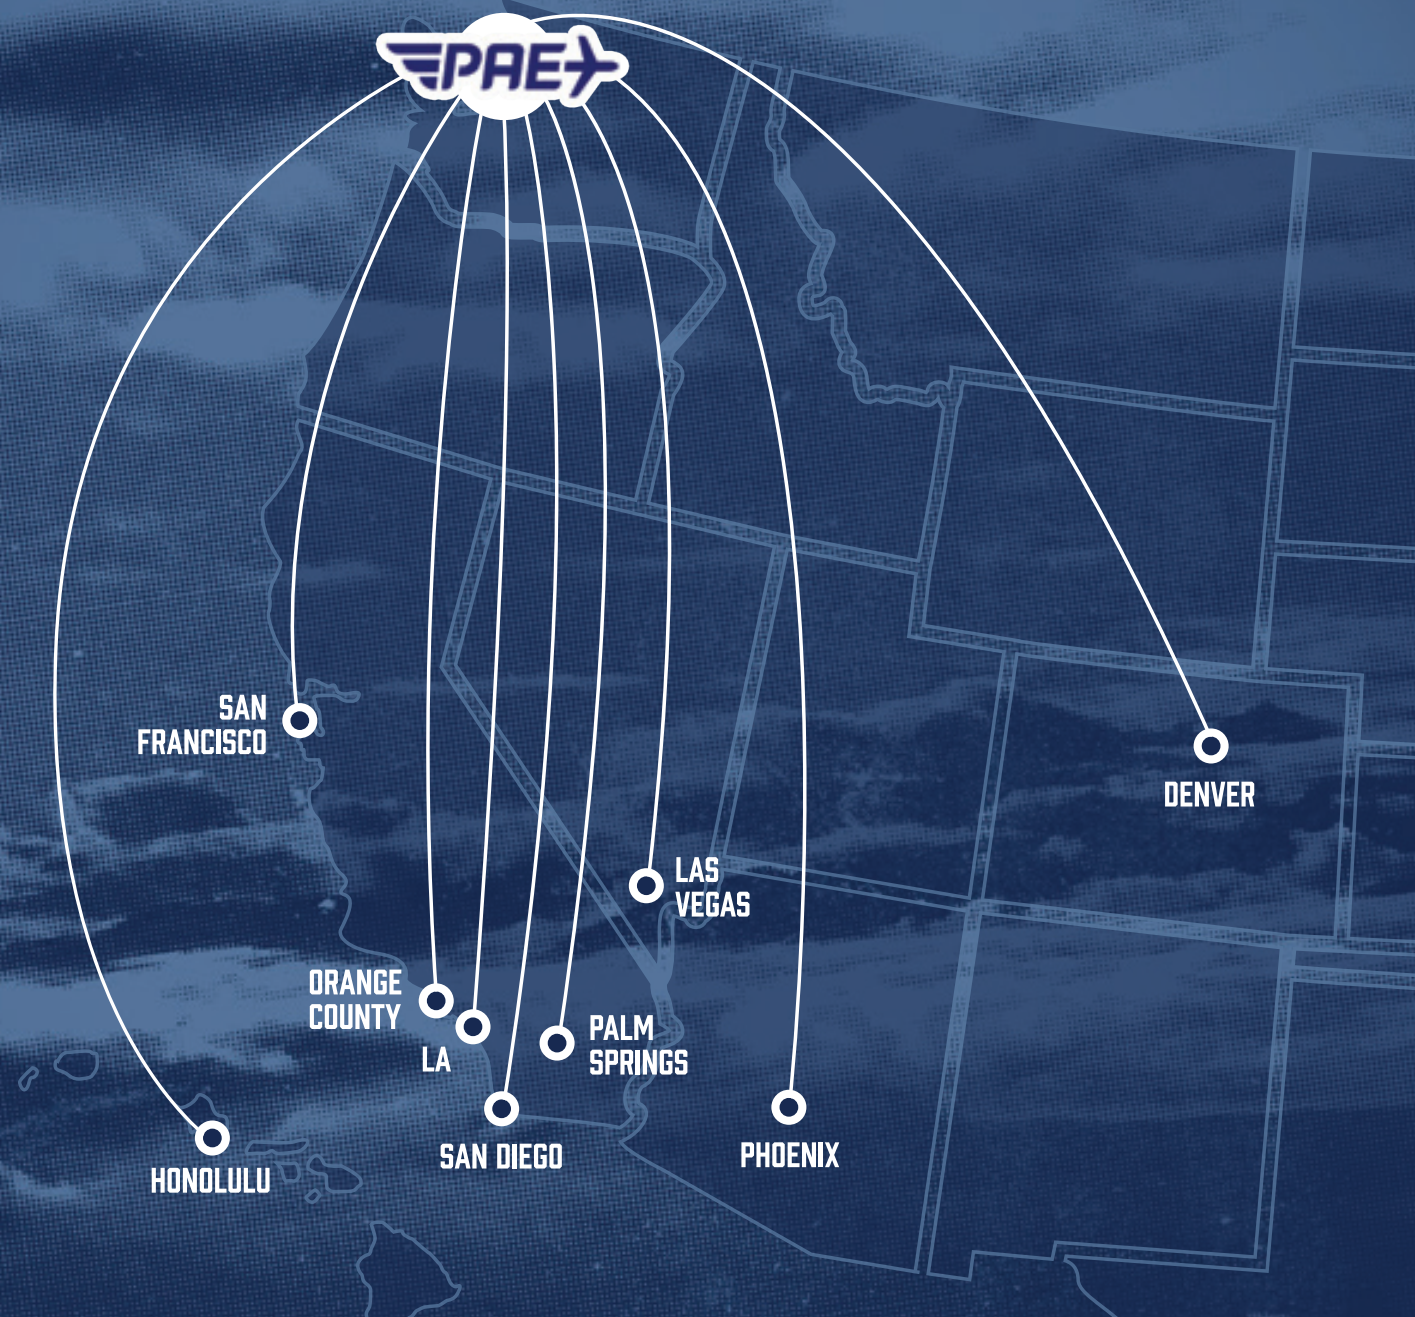 PAE
SAN
FRANCISCO
DENVER
LAS
VEGAS
ORANGE
COUNTY
LA
PALM
SPRINGS
SAN DIEGO
PHOENIX
HONOLULU